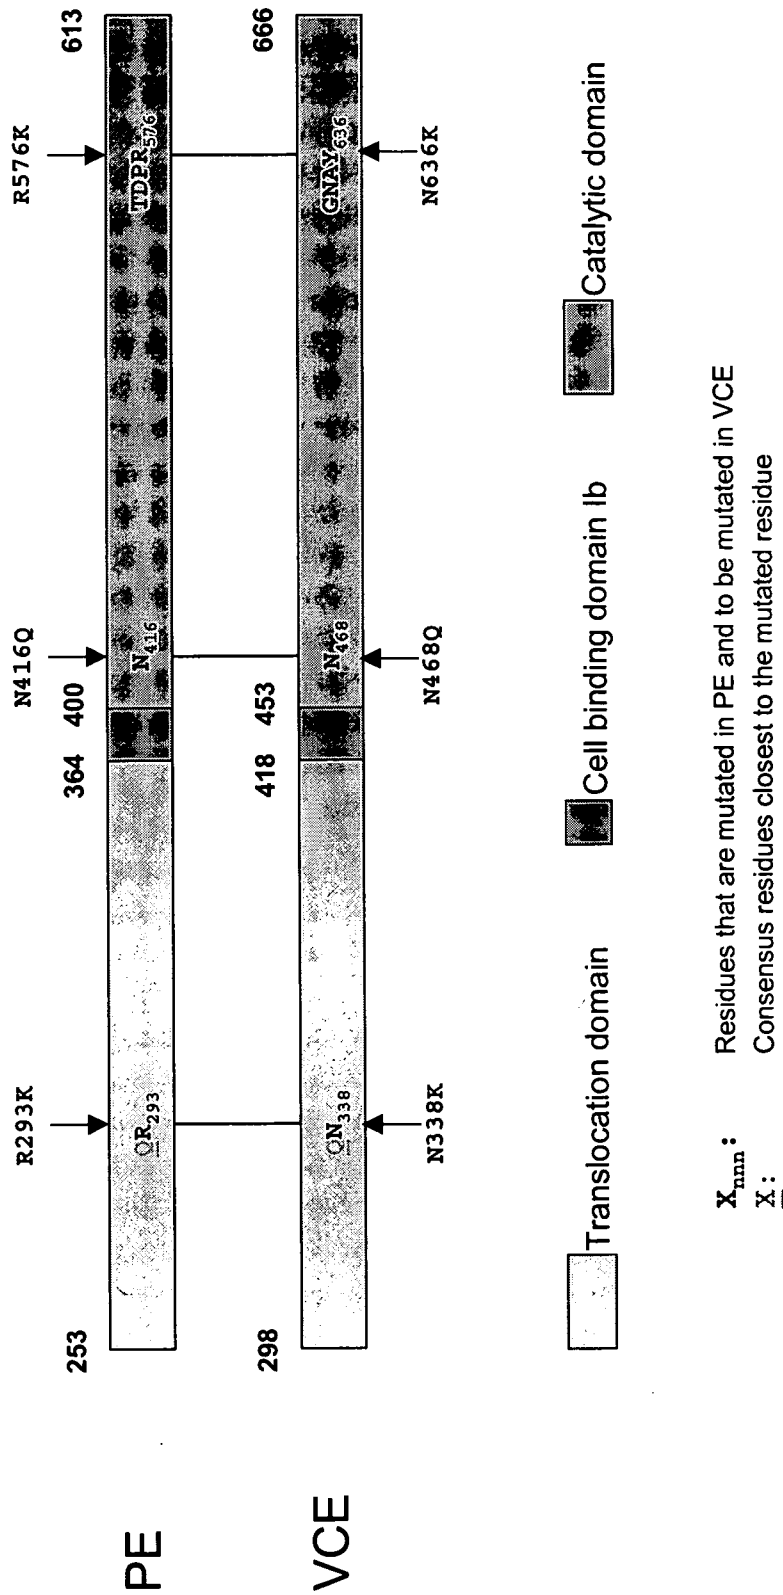 R293K N416Q R576K
253 364 400 613
PE QR293 N416 TDPR576
298 418 453 666
VCE QN338 N468 GNAY636
N338K N468Q N636K
Translocation domain Cell binding domain Ib Catalytic domain
Xnnn: Residues that are mutated in PE and to be mutated in VCE
X: Consensus residues closest to the mutated residue